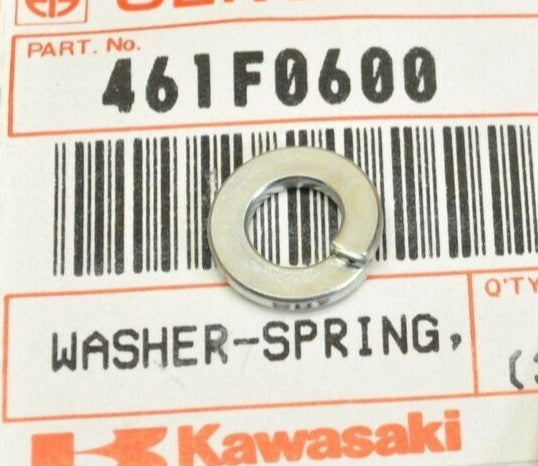 PART. No.
461F0600
Q'TY
WASHER-SPRING,
Kawasaki